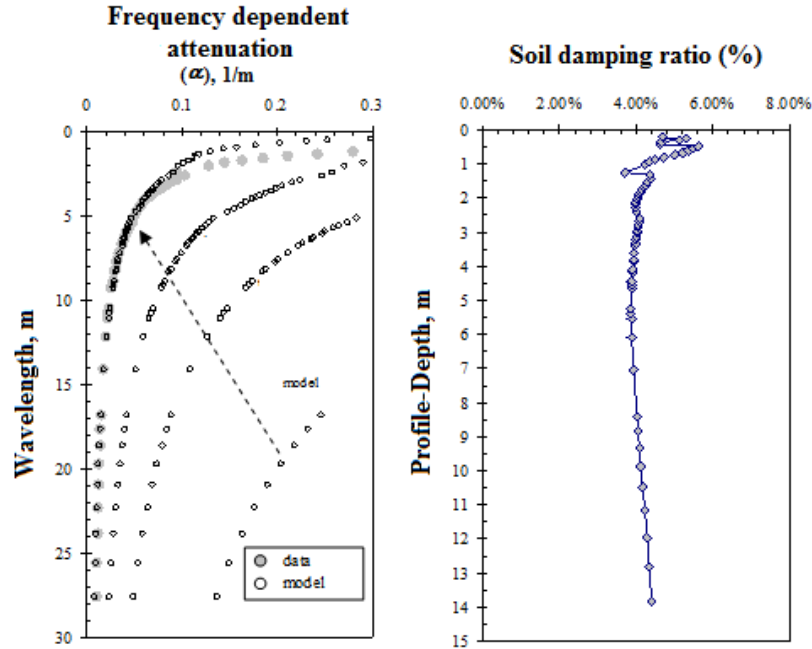 Frequency dependent
attenuation
(α), 1/m
0 0.1 0.2 0.3
0
5
10
15
20
25
30
Wavelength, m
model
data
model
Soil damping ratio (%)
0.00% 2.00% 4.00% 6.00% 8.00%
0
1
2
3
4
5
6
7
8
9
10
11
12
13
14
15
Profile-Depth, m